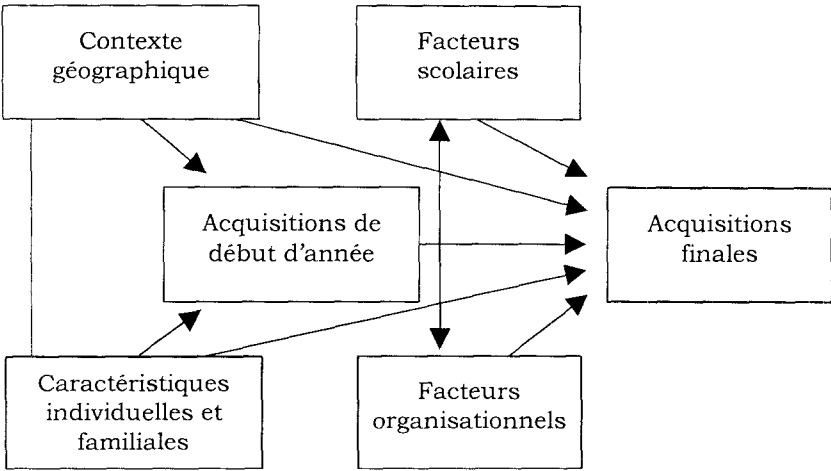 Contexte
géographique
Facteurs
scolaires
Acquisitions de
début d'année
Acquisitions
finales
Caractéristiques
individuelles et
familiales
Facteurs
organisationnels